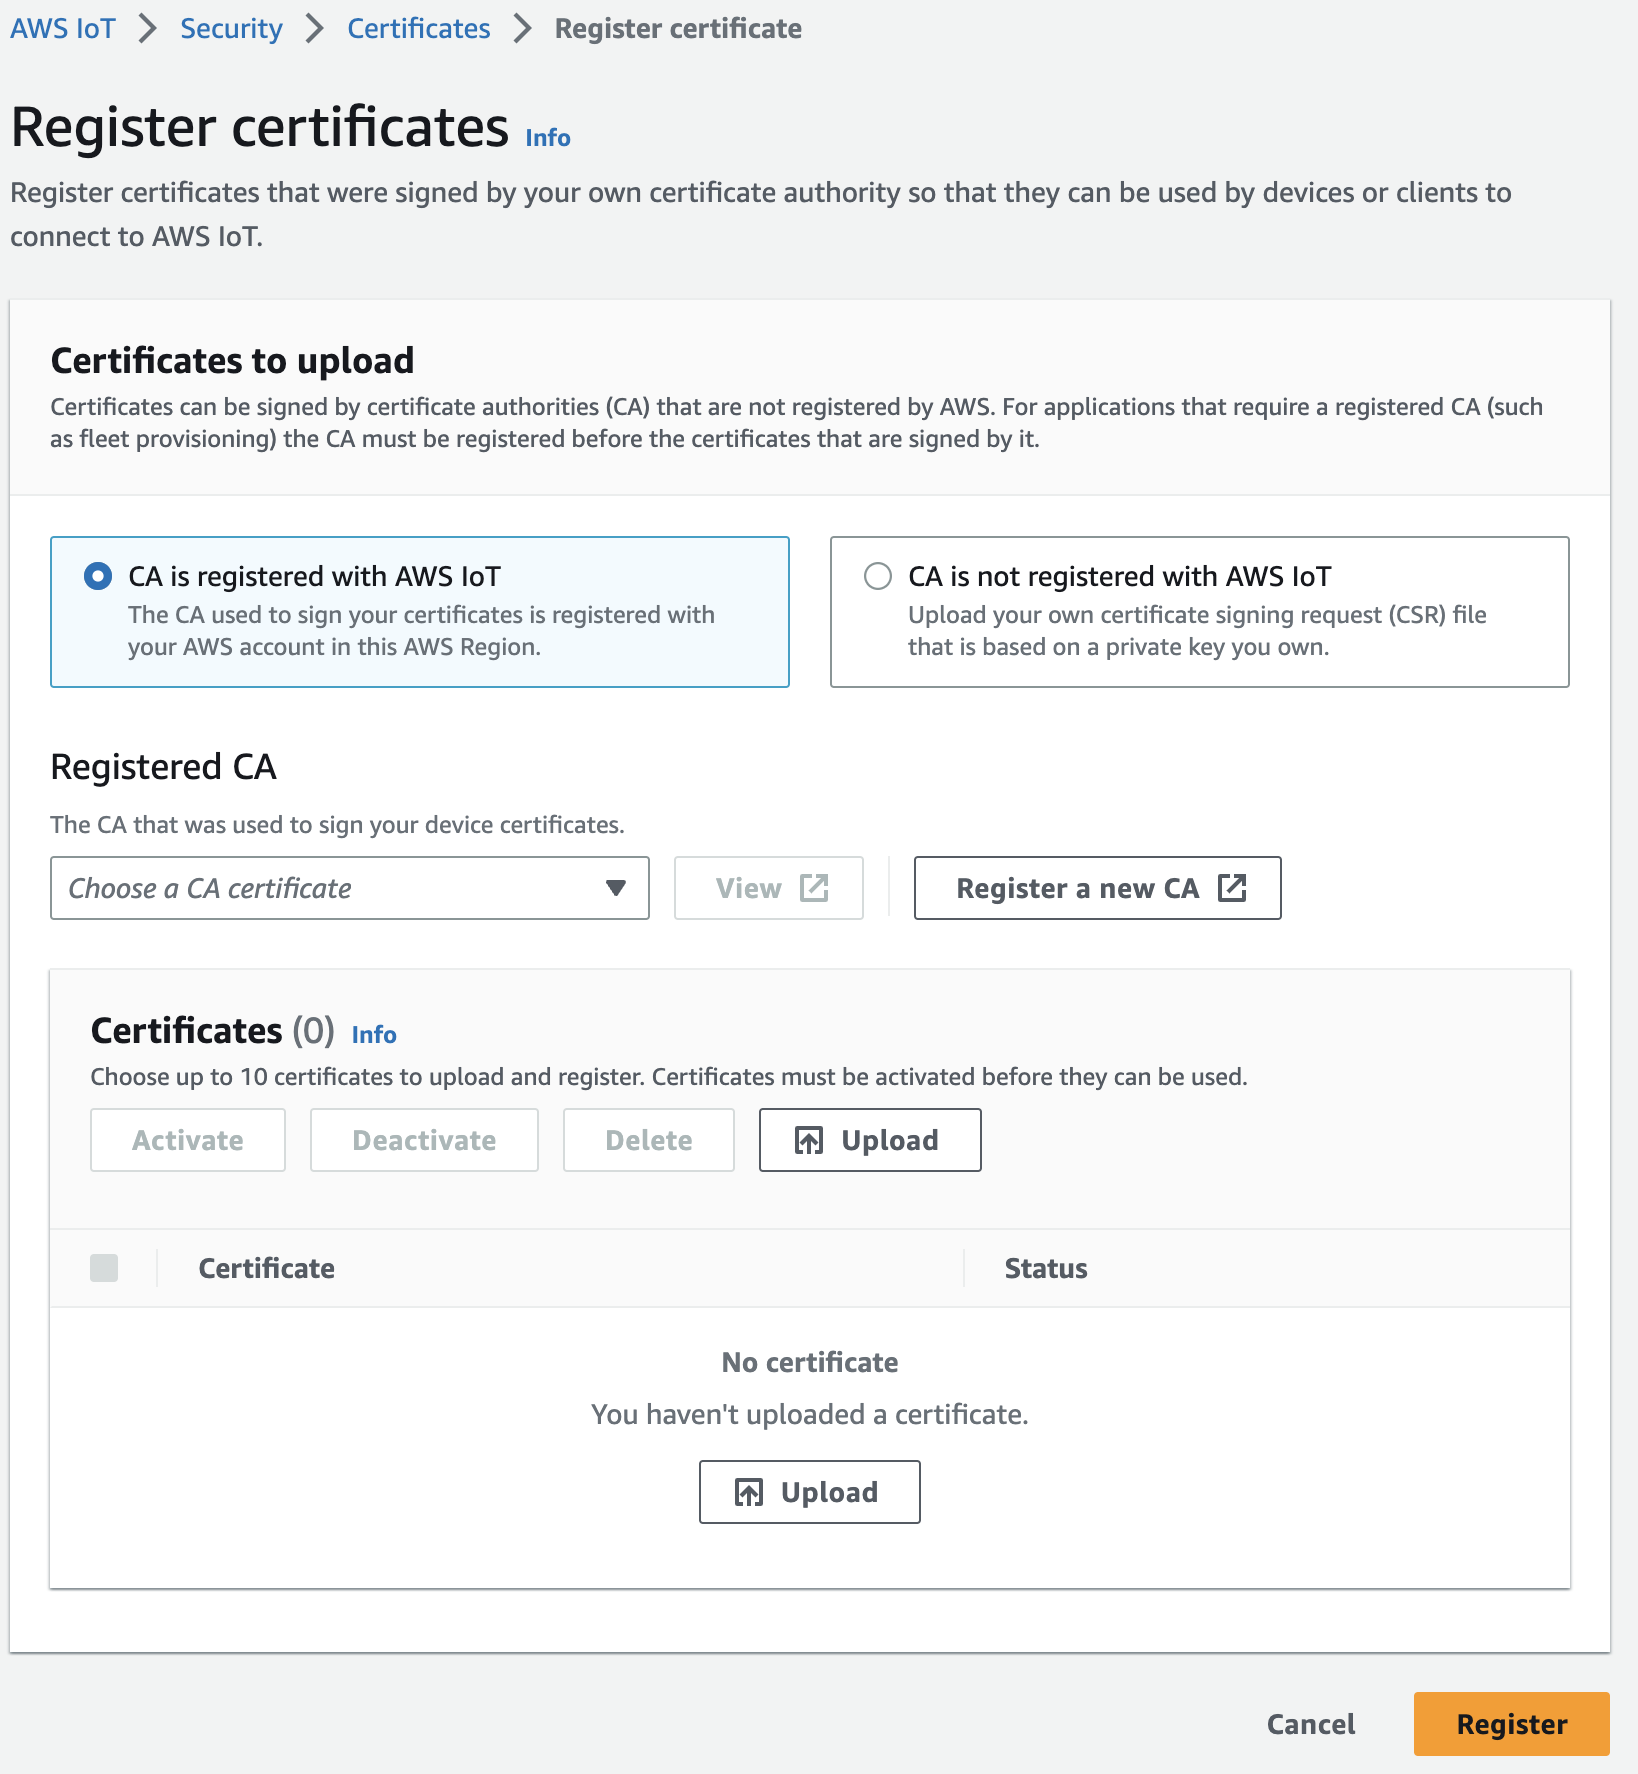 AWS IoT > Security > Certificates > Register certificate
Register certificates Info
Register certificates that were signed by your own certificate authority so that they can be used by devices or clients to
connect to AWS IoT.
Certificates to upload
Certificates can be signed by certificate authorities (CA) that are not registered by AWS. For applications that require a registered CA (such
as fleet provisioning) the CA must be registered before the certificates that are signed by it.
CA is registered with AWS IoT
The CA used to sign your certificates is registered with
your AWS account in this AWS Region.
CA is not registered with AWS IoT
Upload your own certificate signing request (CSR) file
that is based on a private key you own.
Registered CA
The CA that was used to sign your device certificates.
Choose a CA certificate
View
Register a new CA
Certificates (0) Info
Choose up to 10 certificates to upload and register. Certificates must be activated before they can be used.
Activate
Deactivate
Delete
Upload
Certificate
Status
No certificate
You haven't uploaded a certificate.
Upload
Cancel
Register